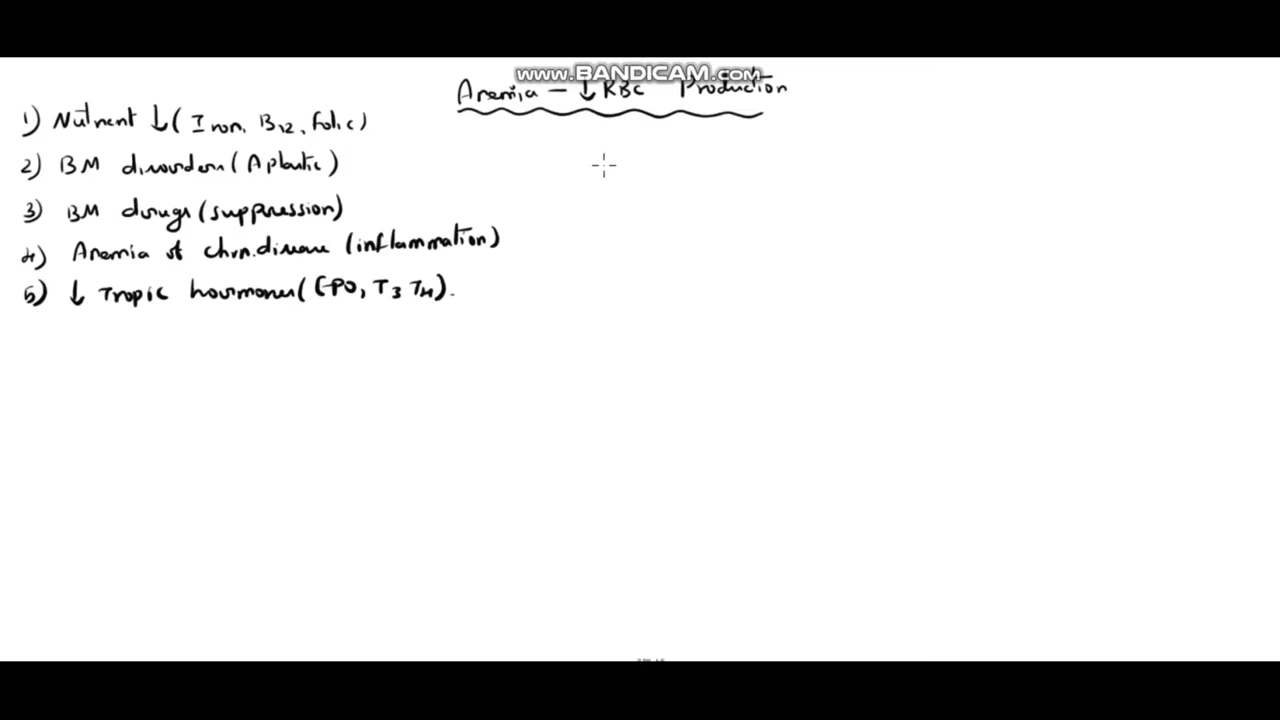 www.BANDICAM.com
Anemia - ↓ RBC Production
1) Nutrient ↓ ( Iron, B12, Folic )
2) BM disorders ( Aplastic )
3) BM drugs ( suppression )
4) Anemia of chrn. disease ( inflammation )
5) ↓ Tropic hormones ( EPO, T3 T4 ).